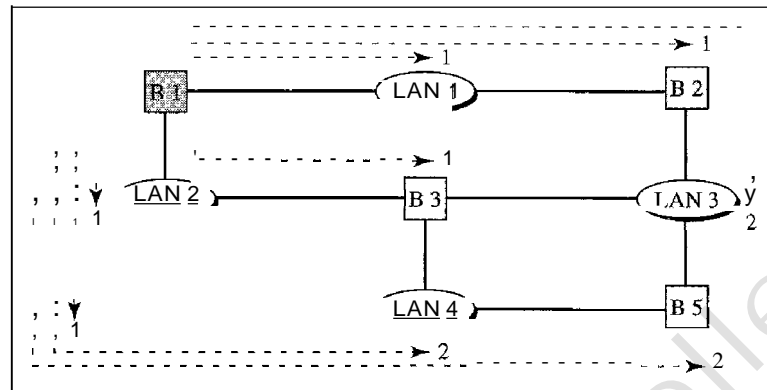 1
1
B 1
LAN 1
B 2
1
, ,
; ;
, , :
1
LAN 2
B 3
LAN 3
,
y
2
, :
1
LAN 4
B 5
2
2